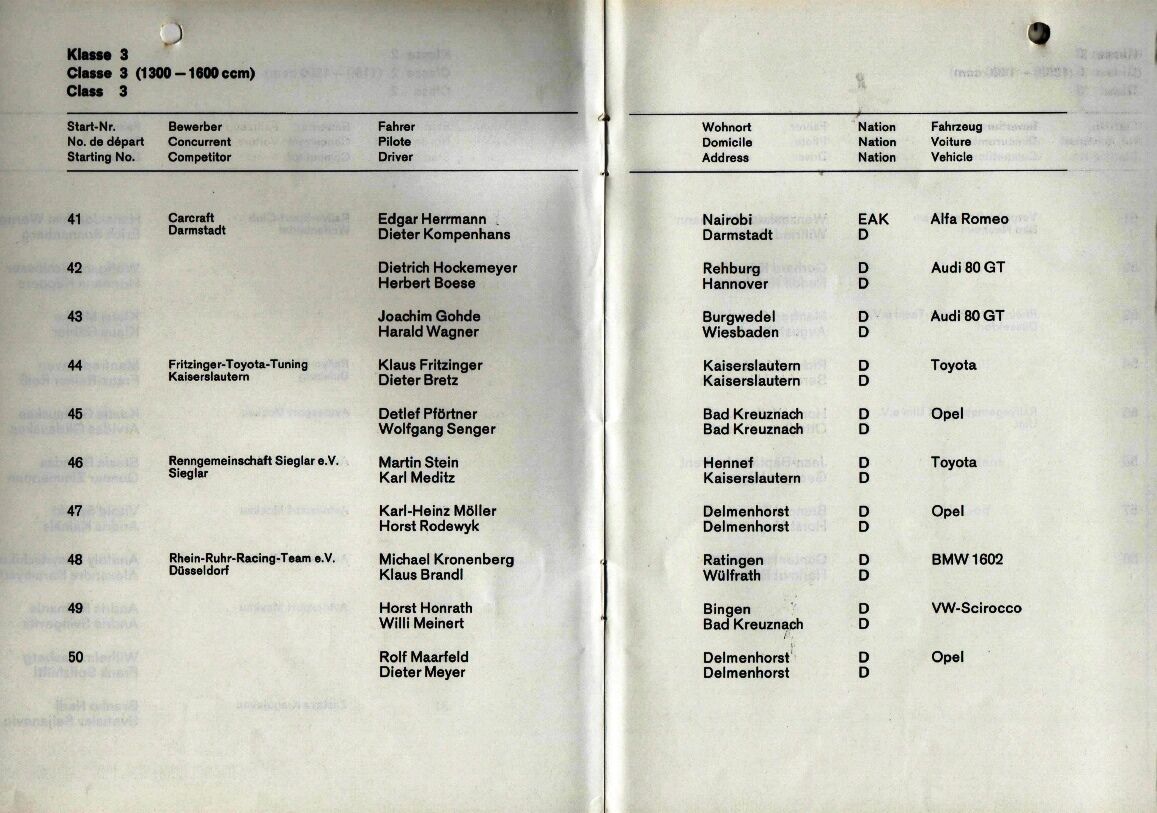 Klasse 3
Classe 3 (1300 – 1600 ccm)
Class 3
Start-Nr. Bewerber Fahrer Wohnort Nation Fahrzeug
No. de départ Concurrent Pilote Domicile Nation Voiture
Starting No. Competitor Driver Address Nation Vehicle
41 Carcraft Edgar Herrmann Nairobi EAK Alfa Romeo
Darmstadt Dieter Kompenhans Darmstadt D
42 Dietrich Hockemeyer Rehburg D Audi 80 GT
Herbert Boese Hannover D
43 Joachim Gohde Burgwedel D Audi 80 GT
Harald Wagner Wiesbaden D
44 Fritzinger-Toyota-Tuning Klaus Fritzinger Kaiserslautern D Toyota
Kaiserslautern Dieter Bretz Kaiserslautern D
45 Detlef Pförtner Bad Kreuznach D Opel
Wolfgang Senger Bad Kreuznach D
46 Renngemeinschaft Sieglar e.V. Martin Stein Hennef D Toyota
Sieglar Karl Meditz Kaiserslautern D
47 Karl-Heinz Möller Delmenhorst D Opel
Horst Rodewyk Delmenhorst D
48 Rhein-Ruhr-Racing-Team e.V. Michael Kronenberg Ratingen D BMW 1602
Düsseldorf Klaus Brandl Wülfrath D
49 Horst Honrath Bingen D VW-Scirocco
Willi Meinert Bad Kreuznach D
50 Rolf Maarfeld Delmenhorst D Opel
Dieter Meyer Delmenhorst D